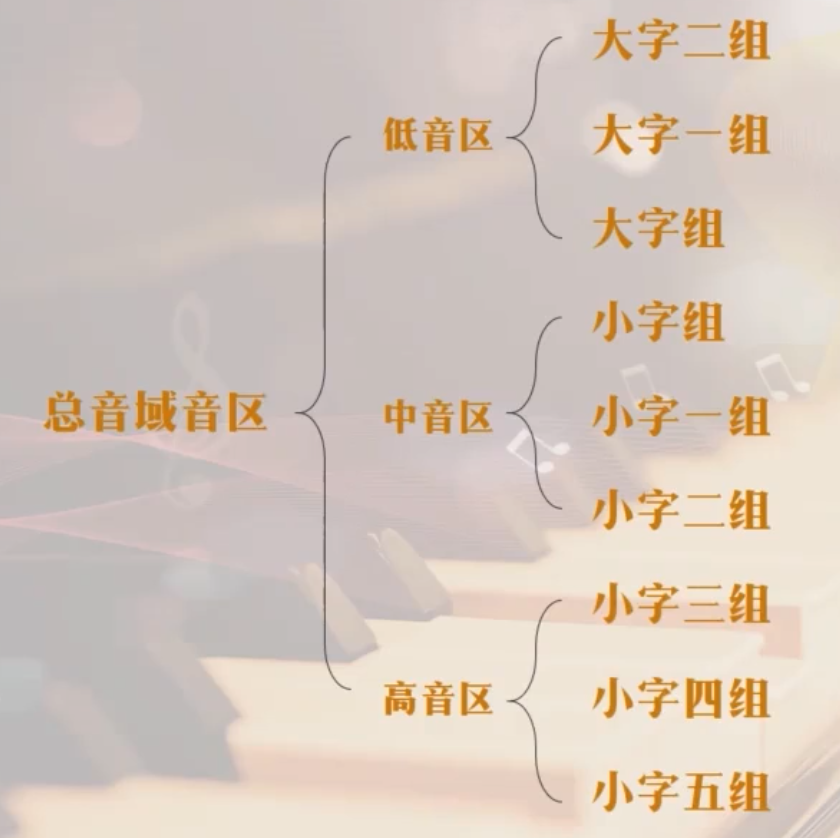 总音域音区
低音区
大字二组
大字一组
大字组
中音区
小字组
小字一组
小字二组
高音区
小字三组
小字四组
小字五组